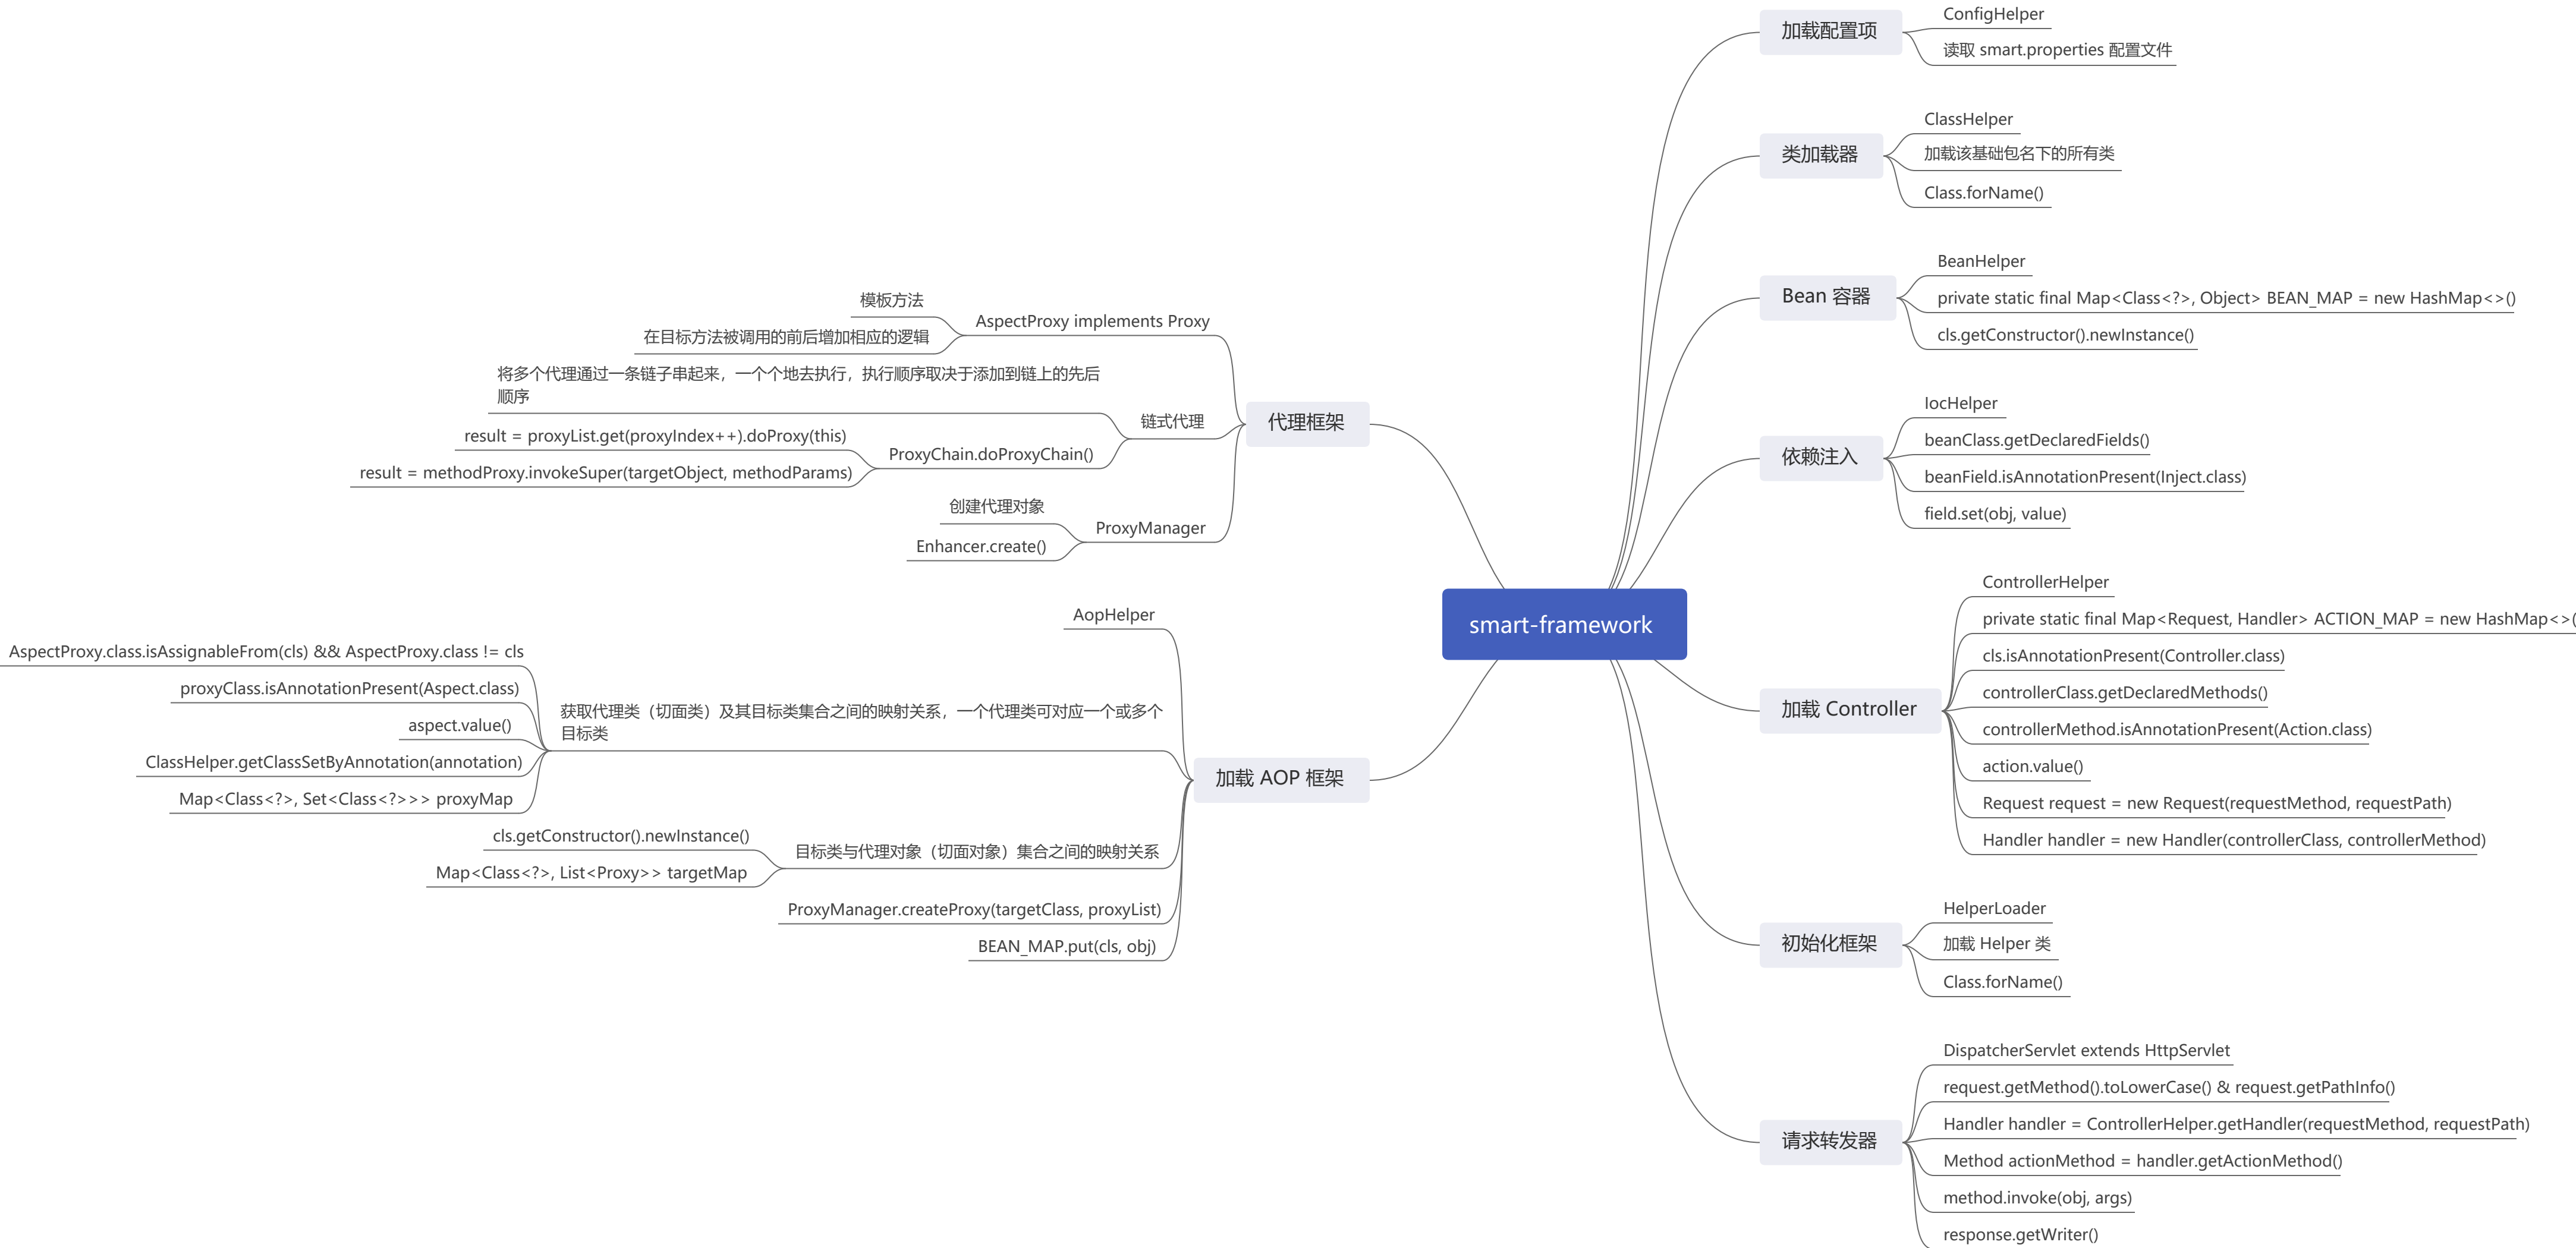 smart-framework
加载配置项
ConfigHelper
读取 smart.properties 配置文件
类加载器
ClassHelper
加载该基础包名下的所有类
Class.forName()
Bean 容器
BeanHelper
private static final Map<Class<?>, Object> BEAN_MAP = new HashMap<>()
cls.getConstructor().newInstance()
依赖注入
IocHelper
beanClass.getDeclaredFields()
beanField.isAnnotationPresent(Inject.class)
field.set(obj, value)
加载 Controller
ControllerHelper
private static final Map<Request, Handler> ACTION_MAP = new HashMap<>(
cls.isAnnotationPresent(Controller.class)
controllerClass.getDeclaredMethods()
controllerMethod.isAnnotationPresent(Action.class)
action.value()
Request request = new Request(requestMethod, requestPath)
Handler handler = new Handler(controllerClass, controllerMethod)
初始化框架
HelperLoader
加载 Helper 类
Class.forName()
请求转发器
DispatcherServlet extends HttpServlet
request.getMethod().toLowerCase() & request.getPathInfo()
Handler handler = ControllerHelper.getHandler(requestMethod, requestPath)
Method actionMethod = handler.getActionMethod()
method.invoke(obj, args)
response.getWriter()
代理框架
AspectProxy implements Proxy
模板方法
在目标方法被调用的前后增加相应的逻辑
链式代理
将多个代理通过一条链子串起来，一个个地去执行，执行顺序取决于添加到链上的先后
顺序
ProxyChain.doProxyChain()
result = proxyList.get(proxyIndex++).doProxy(this)
result = methodProxy.invokeSuper(targetObject, methodParams)
ProxyManager
创建代理对象
Enhancer.create()
加载 AOP 框架
AopHelper
获取代理类（切面类）及其目标类集合之间的映射关系，一个代理类可对应一个或多个
目标类
AspectProxy.class.isAssignableFrom(cls) && AspectProxy.class != cls
proxyClass.isAnnotationPresent(Aspect.class)
aspect.value()
ClassHelper.getClassSetByAnnotation(annotation)
Map<Class<?>, Set<Class<?>>> proxyMap
目标类与代理对象（切面对象）集合之间的映射关系
cls.getConstructor().newInstance()
Map<Class<?>, List<Proxy>> targetMap
ProxyManager.createProxy(targetClass, proxyList)
BEAN_MAP.put(cls, obj)